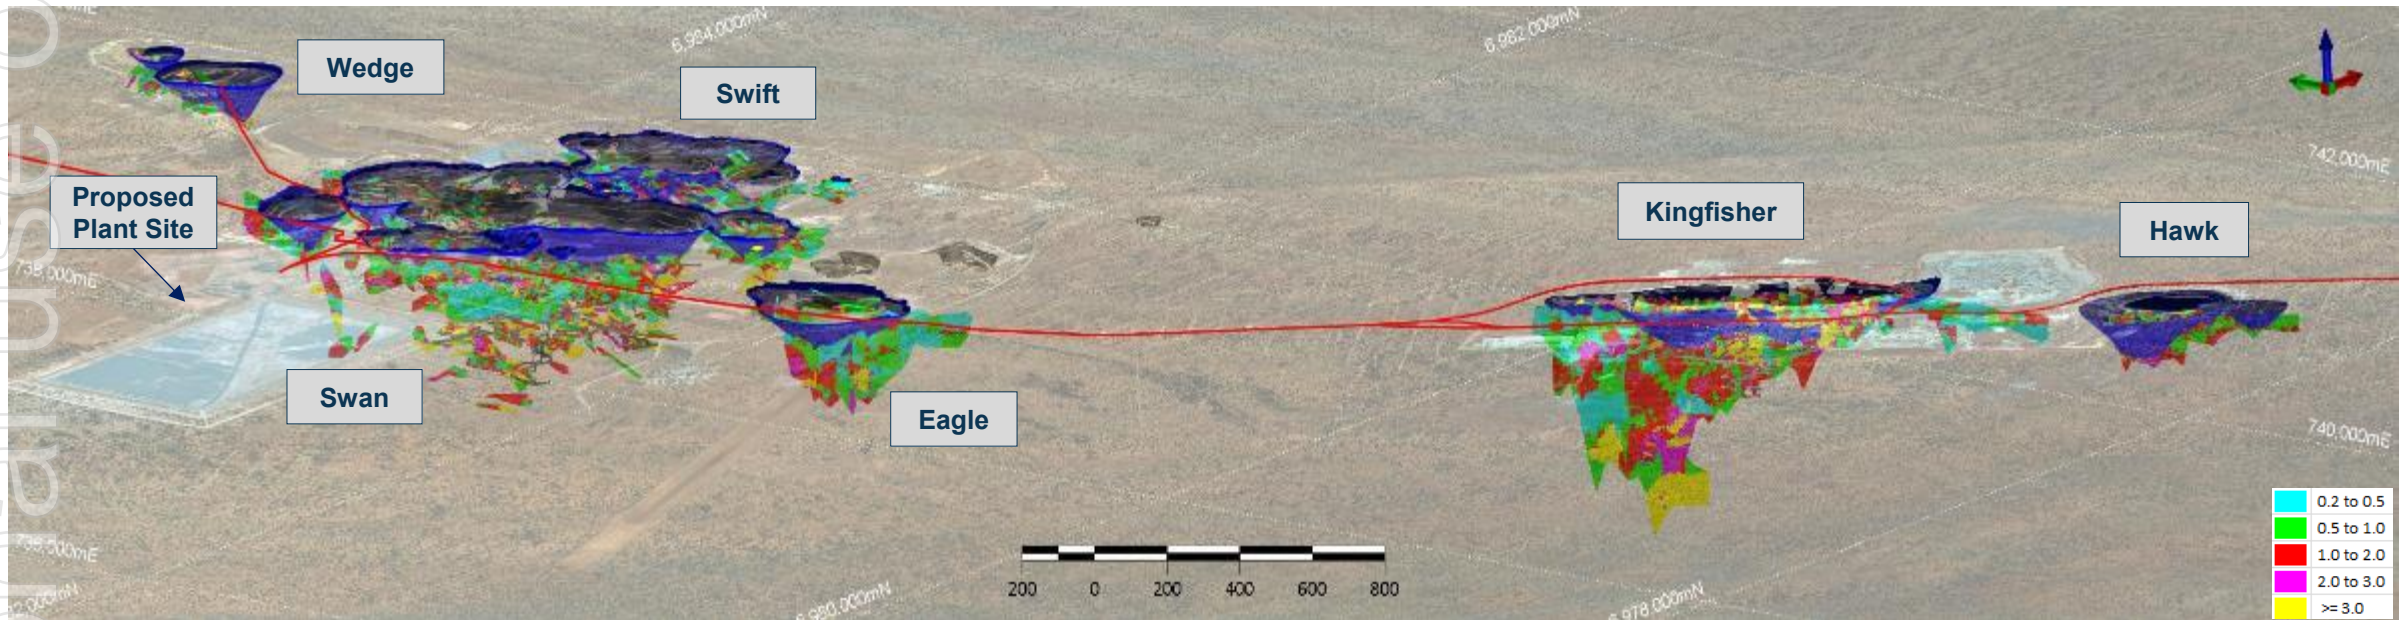 6,984,000mN
6,982,000mN
Wedge
Swift
742,000mE
Proposed
Plant Site
Kingfisher
Hawk
738,000mE
Swan
Eagle
740,000mE
0.2 to 0.5
0.5 to 1.0
1.0 to 2.0
2.0 to 3.0
>= 3.0
200 0 200 400 600 800
6,980,000mN
6,978,000mN